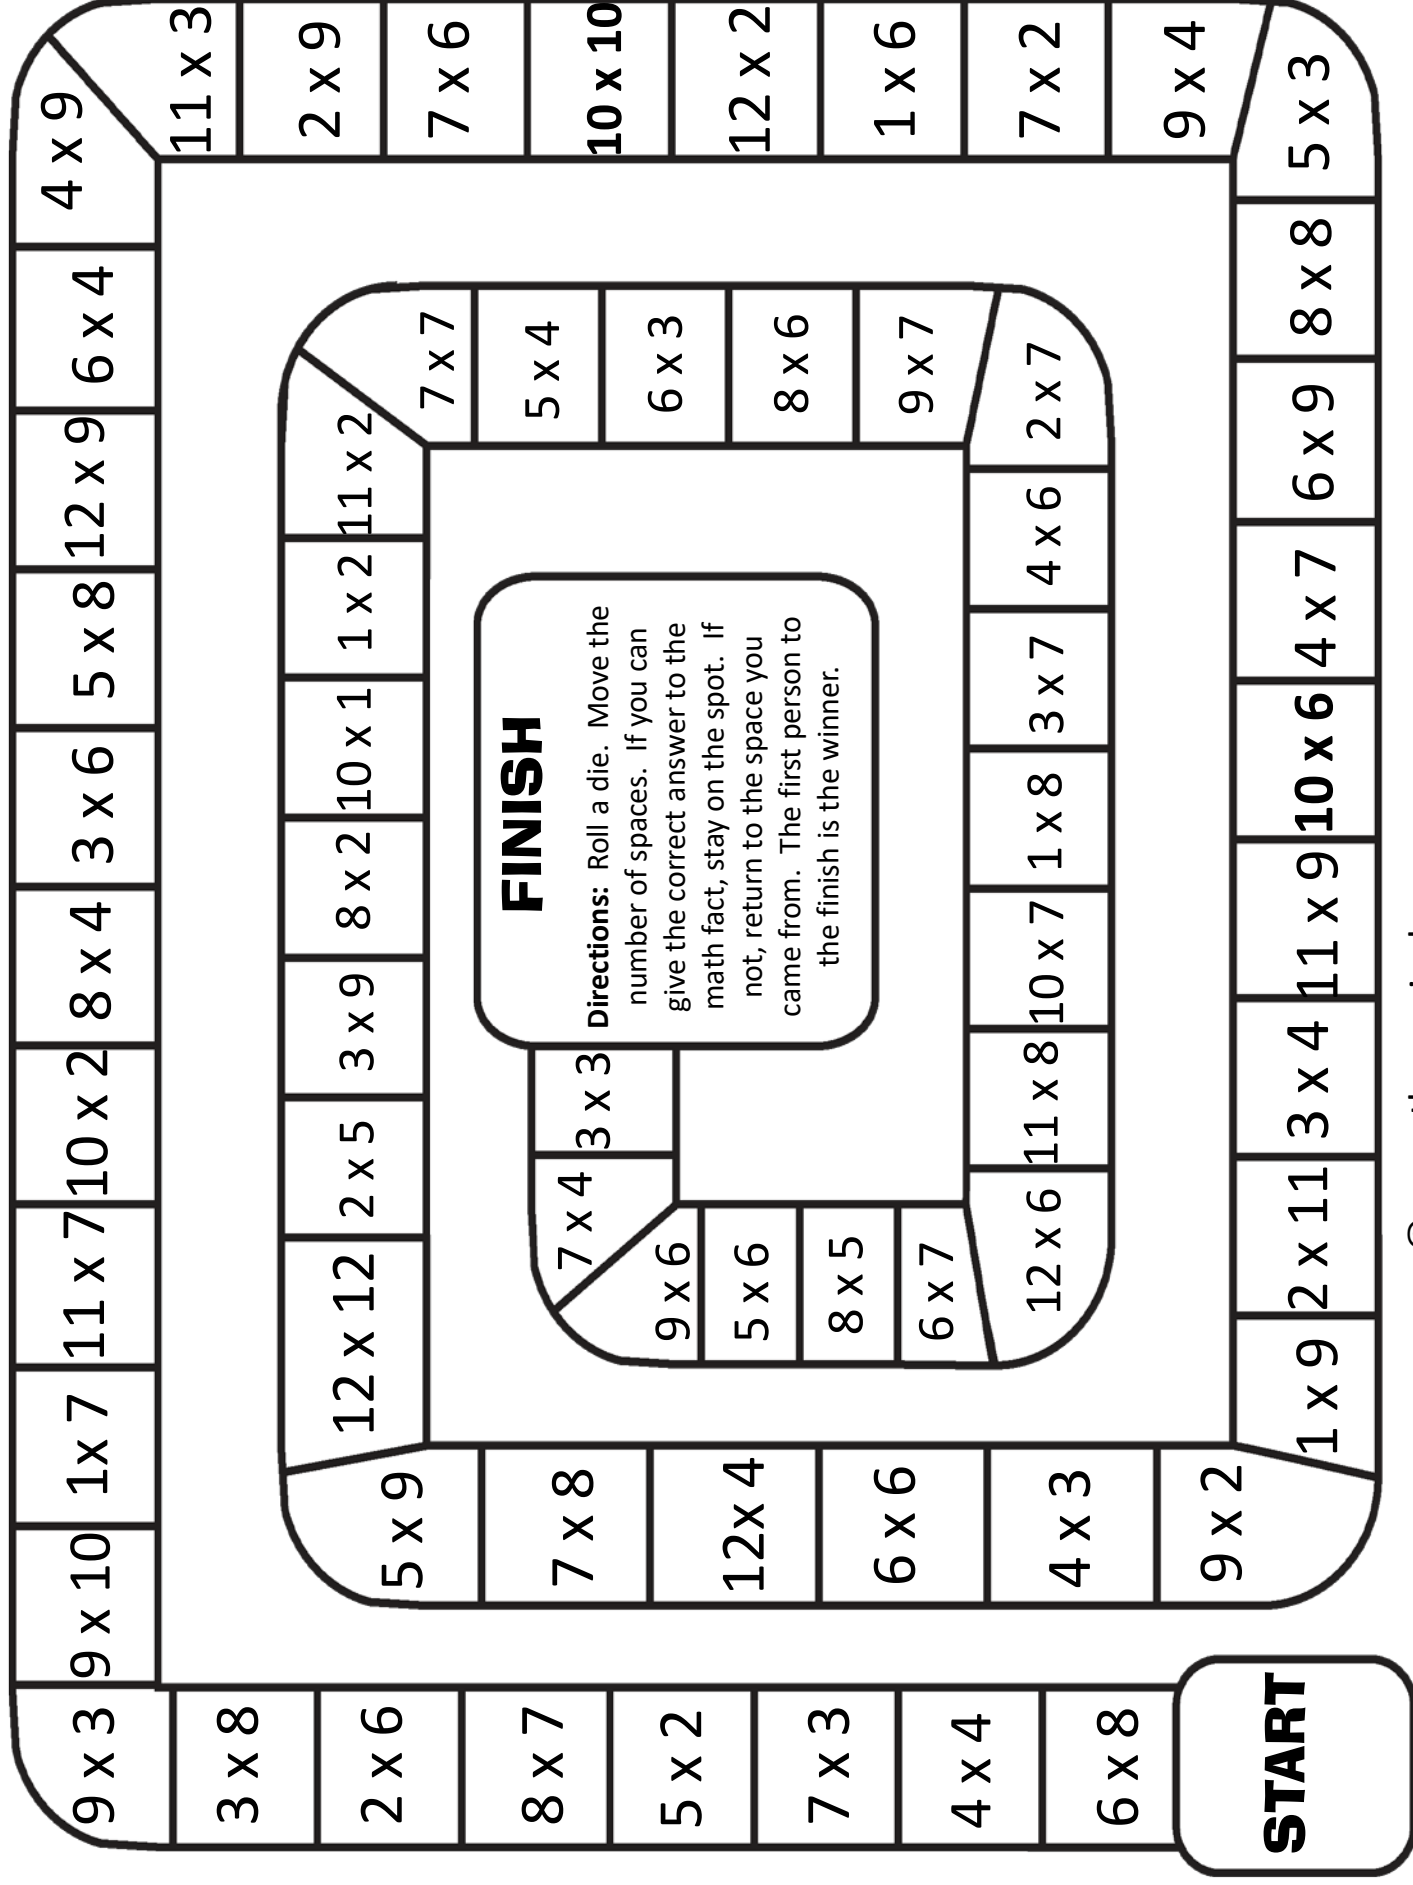 START
6 x 8
4 x 4
7 x 3
5 x 2
8 x 7
2 x 6
3 x 8
9 x 3
9 x 10
1x 7
11 x 7
10 x 2
8 x 4
3 x 6
5 x 8
12 x 9
6 x 4
4 x 9
11 x 3
2 x 9
7 x 6
10 x 10
12 x 2
1 x 6
7 x 2
9 x 4
5 x 3
8 x 8
6 x 9
4 x 7
10 x 6
11 x 9
3 x 4
2 x 11
1 x 9
9 x 2
4 x 3
6 x 6
12x 4
7 x 8
5 x 9
12 x 12
2 x 5
3 x 9
8 x 2
10 x 1
1 x 2
11 x 2
7 x 7
5 x 4
6 x 3
8 x 6
9 x 7
2 x 7
4 x 6
3 x 7
1 x 8
10 x 7
11 x 8
12 x 6
6 x 7
8 x 5
5 x 6
9 x 6
7 x 4
3 x 3
FINISH
Directions: Roll a die. Move the
number of spaces. If you can
give the correct answer to the
math fact, stay on the spot. If
not, return to the space you
came from. The first person to
the finish is the winner.